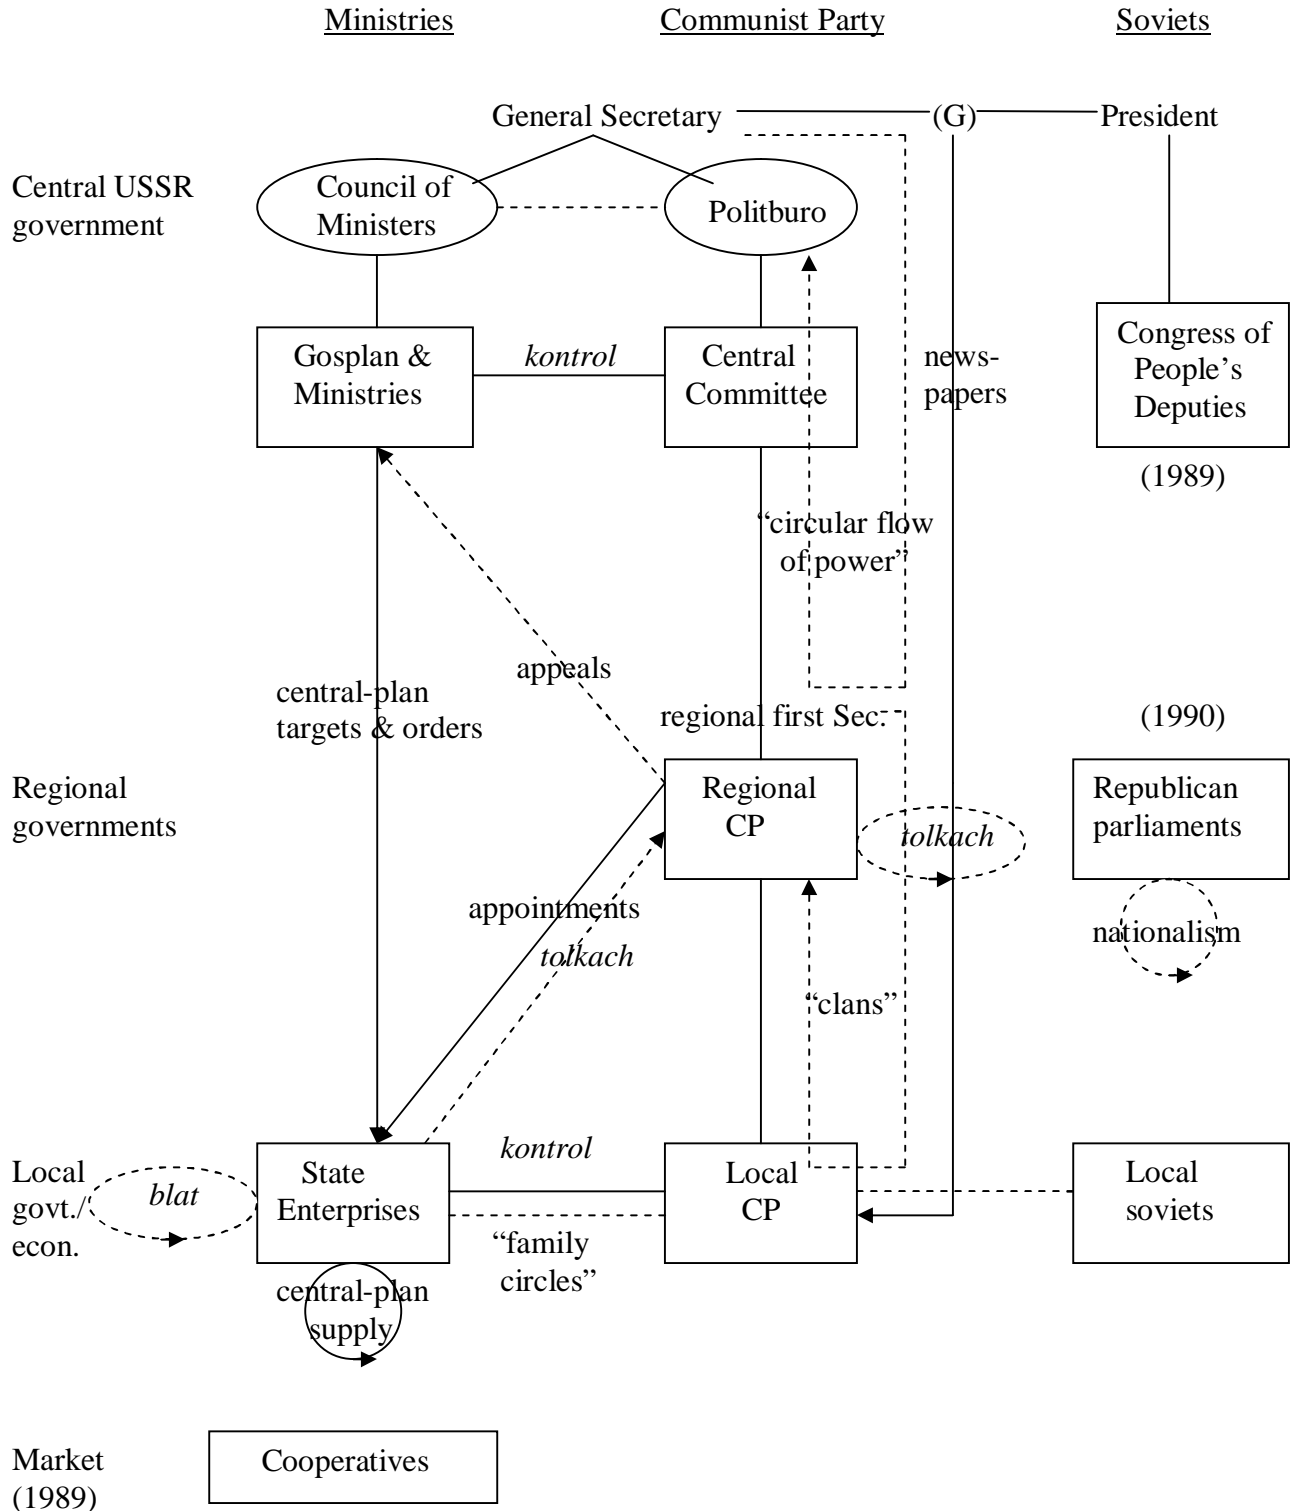 Ministries
Communist Party
Soviets
General Secretary
(G)
President
Central USSR
government
Council of
Ministers
Politburo
Gosplan &
Ministries
kontrol
Central
Committee
news-
papers
Congress of
People’s
Deputies
(1989)
“circular flow
of power”
appeals
central-plan
targets & orders
regional first Sec.
(1990)
Regional
governments
Regional
CP
tolkach
Republican
parliaments
appointments
tolkach
nationalism
“clans”
Local
govt./
econ.
blat
State
Enterprises
kontrol
“family
circles”
Local
CP
Local
soviets
central-plan
supply
Market
(1989)
Cooperatives